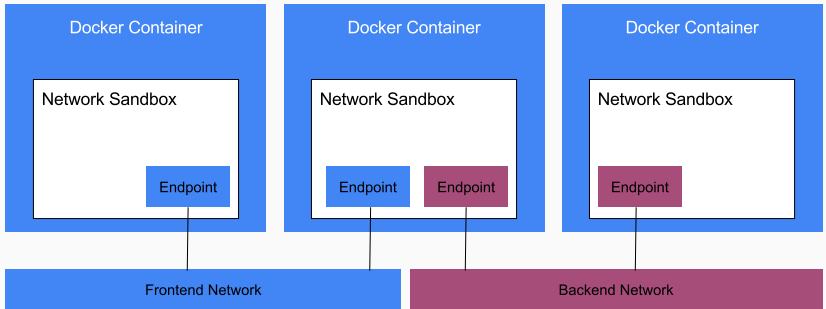 Docker Container
Docker Container
Docker Container
Network Sandbox
Network Sandbox
Network Sandbox
Endpoint
Endpoint
Endpoint
Endpoint
Frontend Network
Backend Network